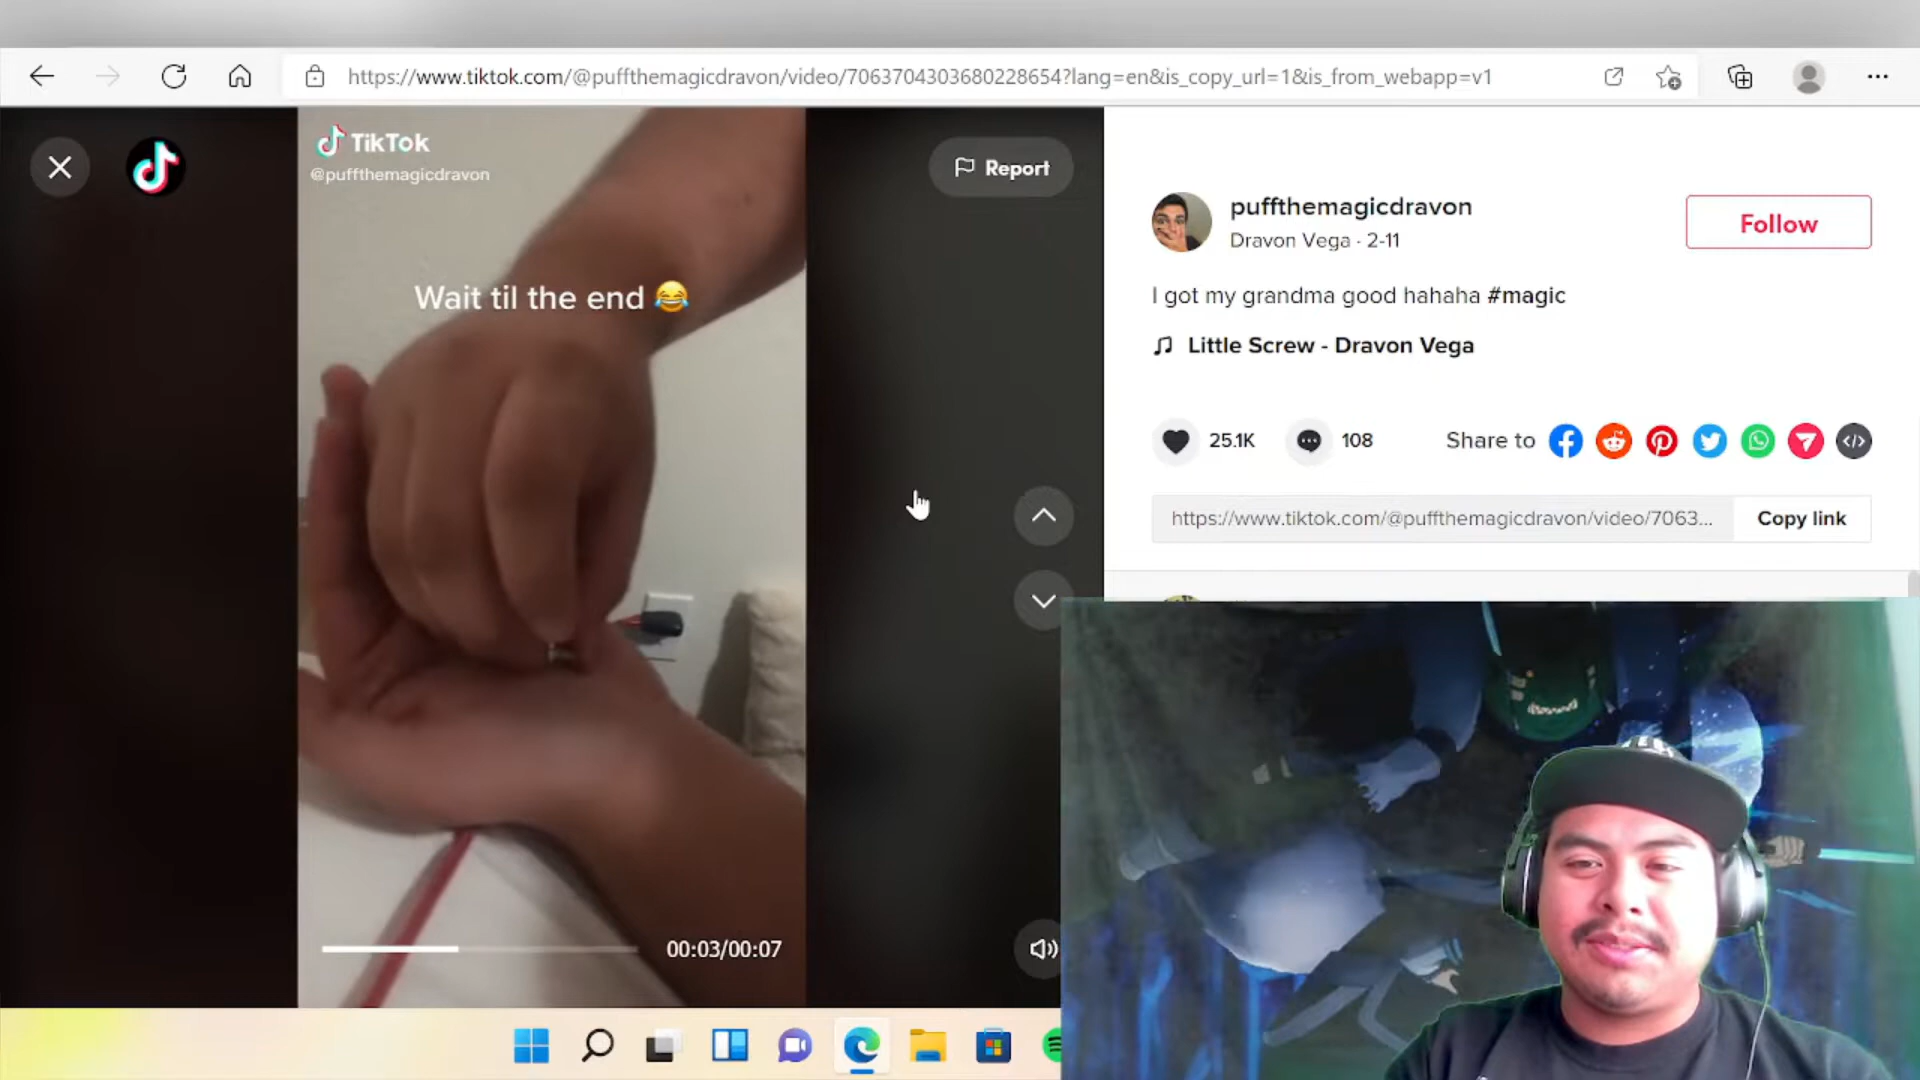 https://www.tiktok.com/@puffthemagicdravon/video/7063704303680228654?lang=en&is_copy_url=1&is_from_webapp=v1
TikTok
@puffthemagicdravon
Report
Wait til the end 😂
00:03/00:07
puffthemagicdravon
Dravon Vega · 2-11
Follow
I got my grandma good hahaha #magic
Little Screw - Dravon Vega
25.1K
108
Share to
https://www.tiktok.com/@puffthemagicdravon/video/7063...
Copy link